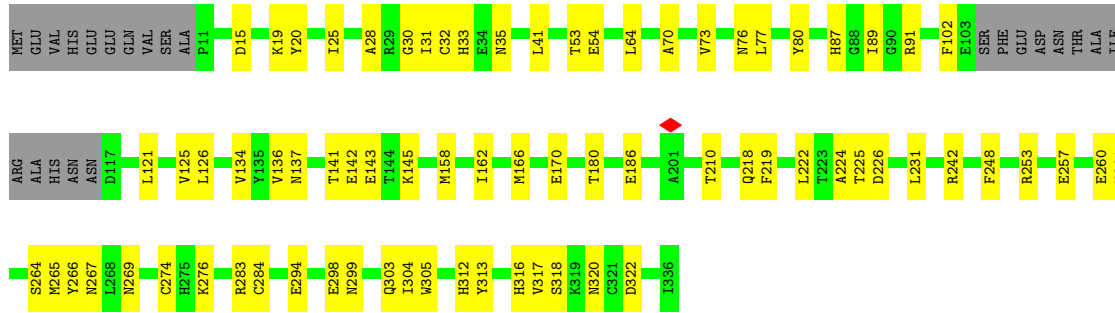 MET GLU VAL HIS GLU GLU GLN VAL SER ALA P11 D15 K19 Y20 I25 A28 R29 G30 I31 C32 H33 E34 N35 L41 T53 E54 L64 A70 V73 N76 L77 Y80 H87 G88 I89 G90 R91 F102 E103 SER PHE GLU ASP ASN THR ALA ILE
ARG ALA HIS ASN ASN D117 L121 V125 L126 V134 Y135 V136 N137 T141 E142 E143 T144 K145 M158 I162 M166 E170 T180 E186 A201 T210 Q218 F219 L222 T223 A224 T225 D226 L231 R242 F248 R253 E257 E260
S264 M265 Y266 N267 L268 N269 C274 H275 K276 R283 C284 E294 E298 N299 Q303 I304 W305 H312 Y313 H316 V317 S318 K319 N320 C321 D322 I336